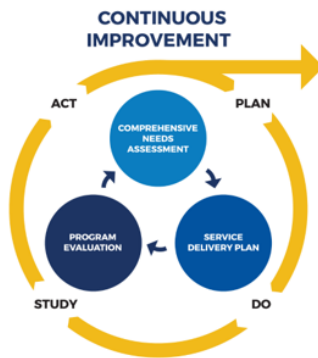 CONTINUOUS
IMPROVEMENT
ACT
PLAN
COMPREHENSIVE
NEEDS
ASSESSMENT
PROGRAM
EVALUATION
SERVICE
DELIVERY PLAN
STUDY
DO